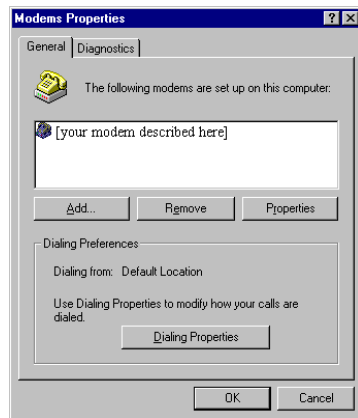 Modems Properties
General Diagnostics
The following modems are set up on this computer:
[your modem described here]
Add... Remove Properties
Dialing Preferences
Dialing from: Default Location
Use Dialing Properties to modify how your calls are
dialed.
Dialing Properties
OK Cancel